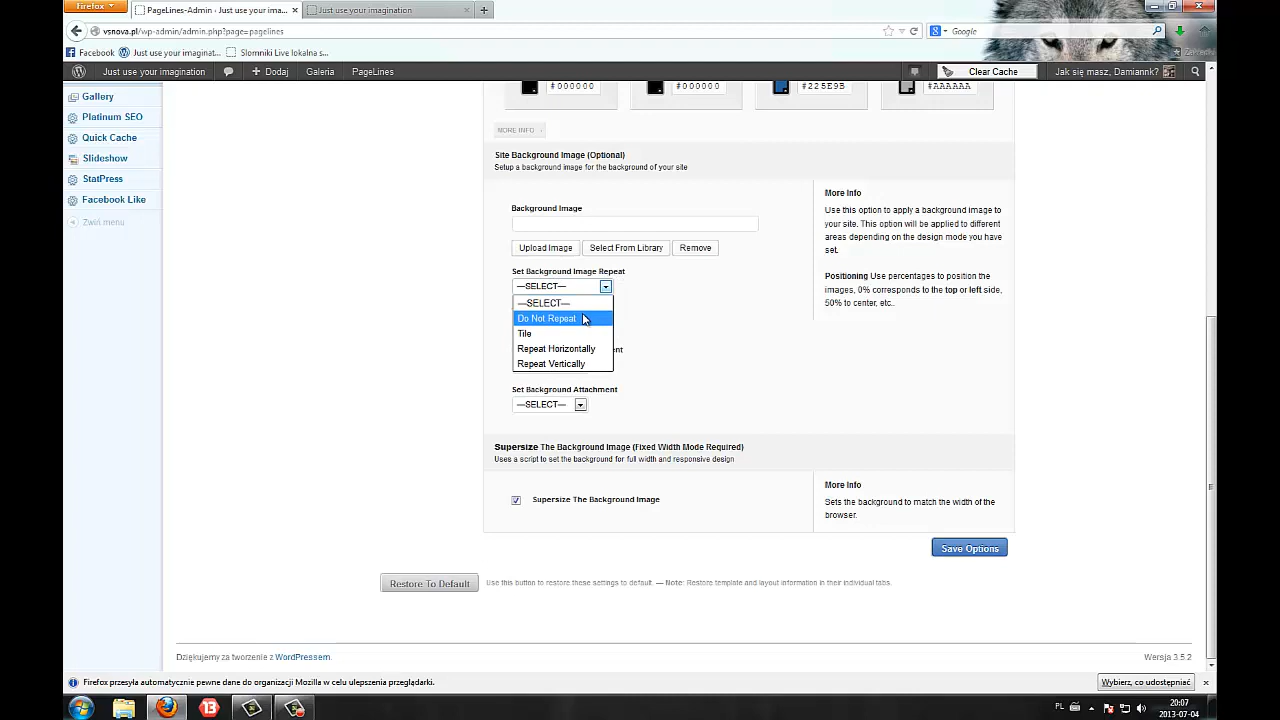 Firefox
PageLines-Admin ‹ Just use your ima...
Just use your imagination
vsnova.pl/wp-admin/admin.php?page=pagelines
Google
Facebook
Just use your imaginat...
Slomniki Live lokalna s...
Just use your imagination
Dodaj
Galeria
PageLines
Clear Cache
Jak się masz, Damiannk?
Gallery
Platinum SEO
Quick Cache
Slideshow
StatPress
Facebook Like
Zwiń menu
#000000
#000000
#225E9B
#AAAAAA
MORE INFO
Site Background Image (Optional)
Setup a background image for the background of your site
Background Image
Upload Image
Select From Library
Remove
Set Background Image Repeat
—SELECT—
—SELECT—
Do Not Repeat
Tile
Repeat Horizontally
Repeat Vertically
Set Background Attachment
—SELECT—
More Info
Use this option to apply a background image to
your site. This option will be applied to different
areas depending on the design mode you have
set.
Positioning Use percentages to position the
images, 0% corresponds to the top or left side,
50% to center, etc..
Supersize The Background Image (Fixed Width Mode Required)
Uses a script to set the background for full width and responsive design
Supersize The Background Image
More Info
Sets the background to match the width of the
browser.
Save Options
Restore To Default
Use this button to restore these settings to default. — Note: Restore template and layout information in their individual tabs.
Dziękujemy za tworzenie z WordPressem.
Wersja 3.5.2
Firefox przesyła automatycznie pewne dane do organizacji Mozilla w celu ulepszenia przeglądarki.
Wybierz, co udostępniać
13
PL
20:07
2013-07-04